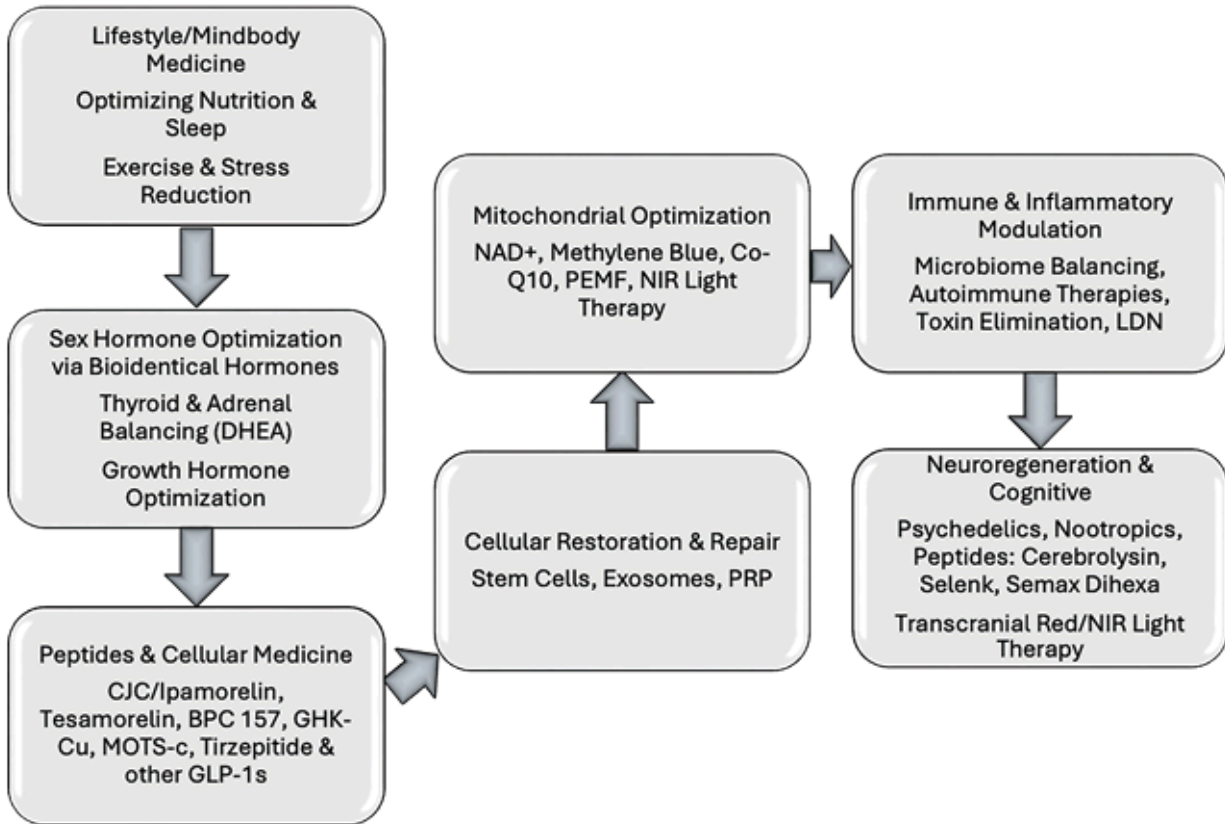 Lifestyle/Mindbody
Medicine
Optimizing Nutrition &
Sleep
Exercise & Stress
Reduction
Sex Hormone Optimization
via Bioidentical Hormones
Thyroid & Adrenal
Balancing (DHEA)
Growth Hormone
Optimization
Peptides & Cellular Medicine
CJC/Ipamorelin,
Tesamorelin, BPC 157, GHK-
Cu, MOTS-c, Tirzepitide &
other GLP-1s
Cellular Restoration & Repair
Stem Cells, Exosomes, PRP
Mitochondrial Optimization
NAD+, Methylene Blue, Co-
Q10, PEMF, NIR Light
Therapy
Immune & Inflammatory
Modulation
Microbiome Balancing,
Autoimmune Therapies,
Toxin Elimination, LDN
Neuroregeneration &
Cognitive
Psychedelics, Nootropics,
Peptides: Cerebrolysin,
Selenk, Semax Dihexa
Transcranial Red/NIR Light
Therapy